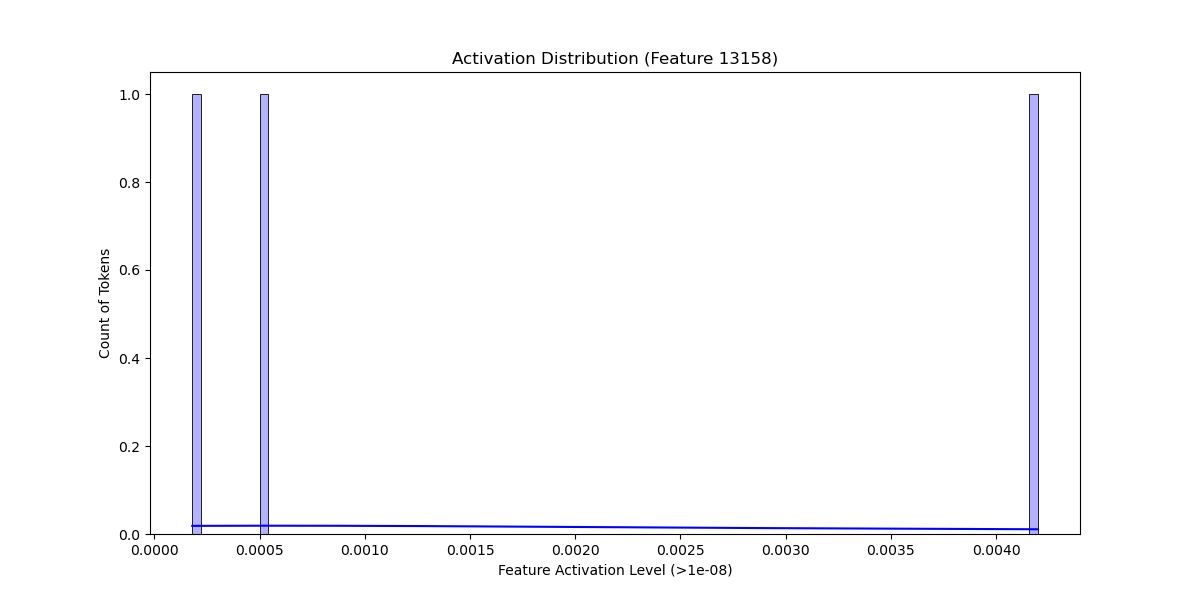 Activation Distribution (Feature 13158)
1.0
0.8
0.6
0.4
0.2
0.0
Count of Tokens
0.0000 0.0005 0.0010 0.0015 0.0020 0.0025 0.0030 0.0035 0.0040
Feature Activation Level (>1e-08)